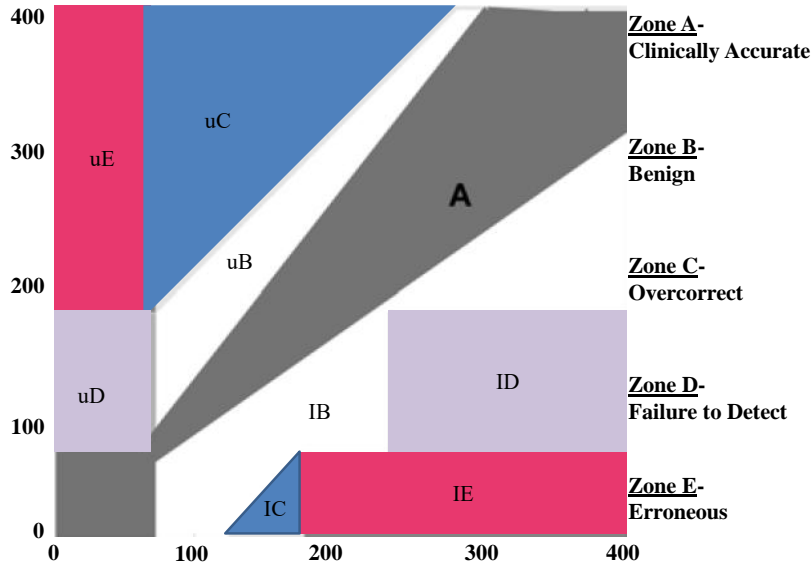 400
300
200
100
0
0
100
200
300
400
uE
uC
uB
A
uD
IB
ID
IC
IE
Zone A-
Clinically Accurate
Zone B-
Benign
Zone C-
Overcorrect
Zone D-
Failure to Detect
Zone E-
Erroneous